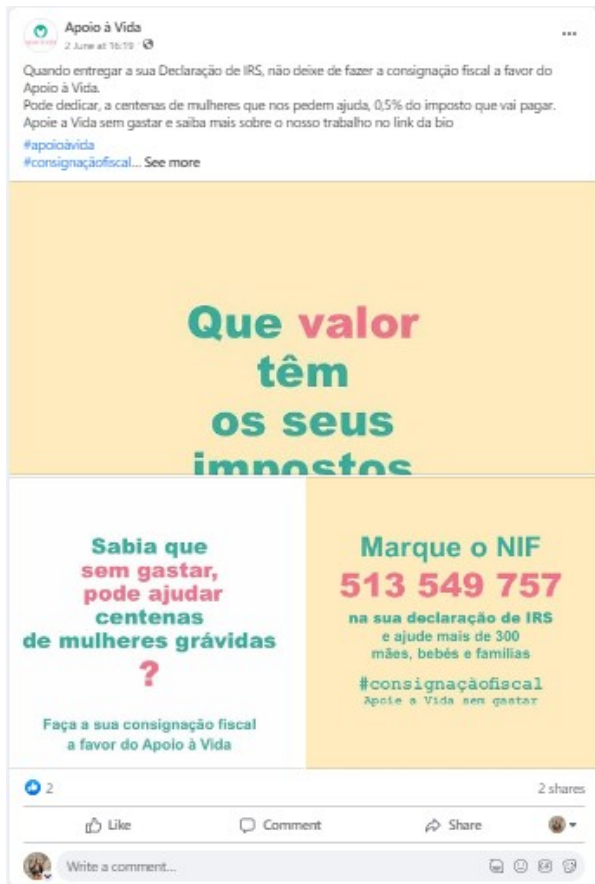 Apoio à Vida
2 June at 16:19
Quando entregar a sua Declaração de IRS, não deixe de fazer a consignação fiscal a favor do
Apoio à Vida.
Pode dedicar, a centenas de mulheres que nos pedem ajuda, 0,5% do imposto que vai pagar.
Apoie a Vida sem gastar e saiba mais sobre o nosso trabalho no link da bio
#apoioàvida
#consignaçãofiscal... See more
Que valor
têm
os seus
impostos
Sabia que
sem gastar,
pode ajudar
centenas
de mulheres grávidas
?
Faça a sua consignação fiscal
a favor do Apoio à Vida
Marque o NIF
513 549 757
na sua declaração de IRS
e ajude mais de 300
mães, bebés e famílias
#consignaçãofiscal
Apoie a Vida sem gastar
2
2 shares
Like
Comment
Share
Write a comment...